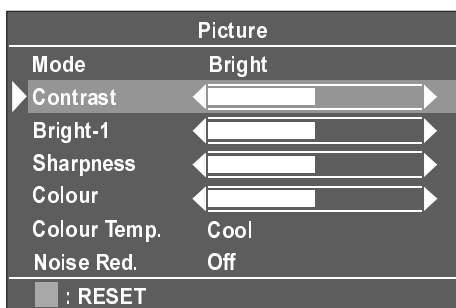 Picture
Mode Bright
Contrast
Bright-1
Sharpness
Colour
Colour Temp. Cool
Noise Red. Off
: RESET